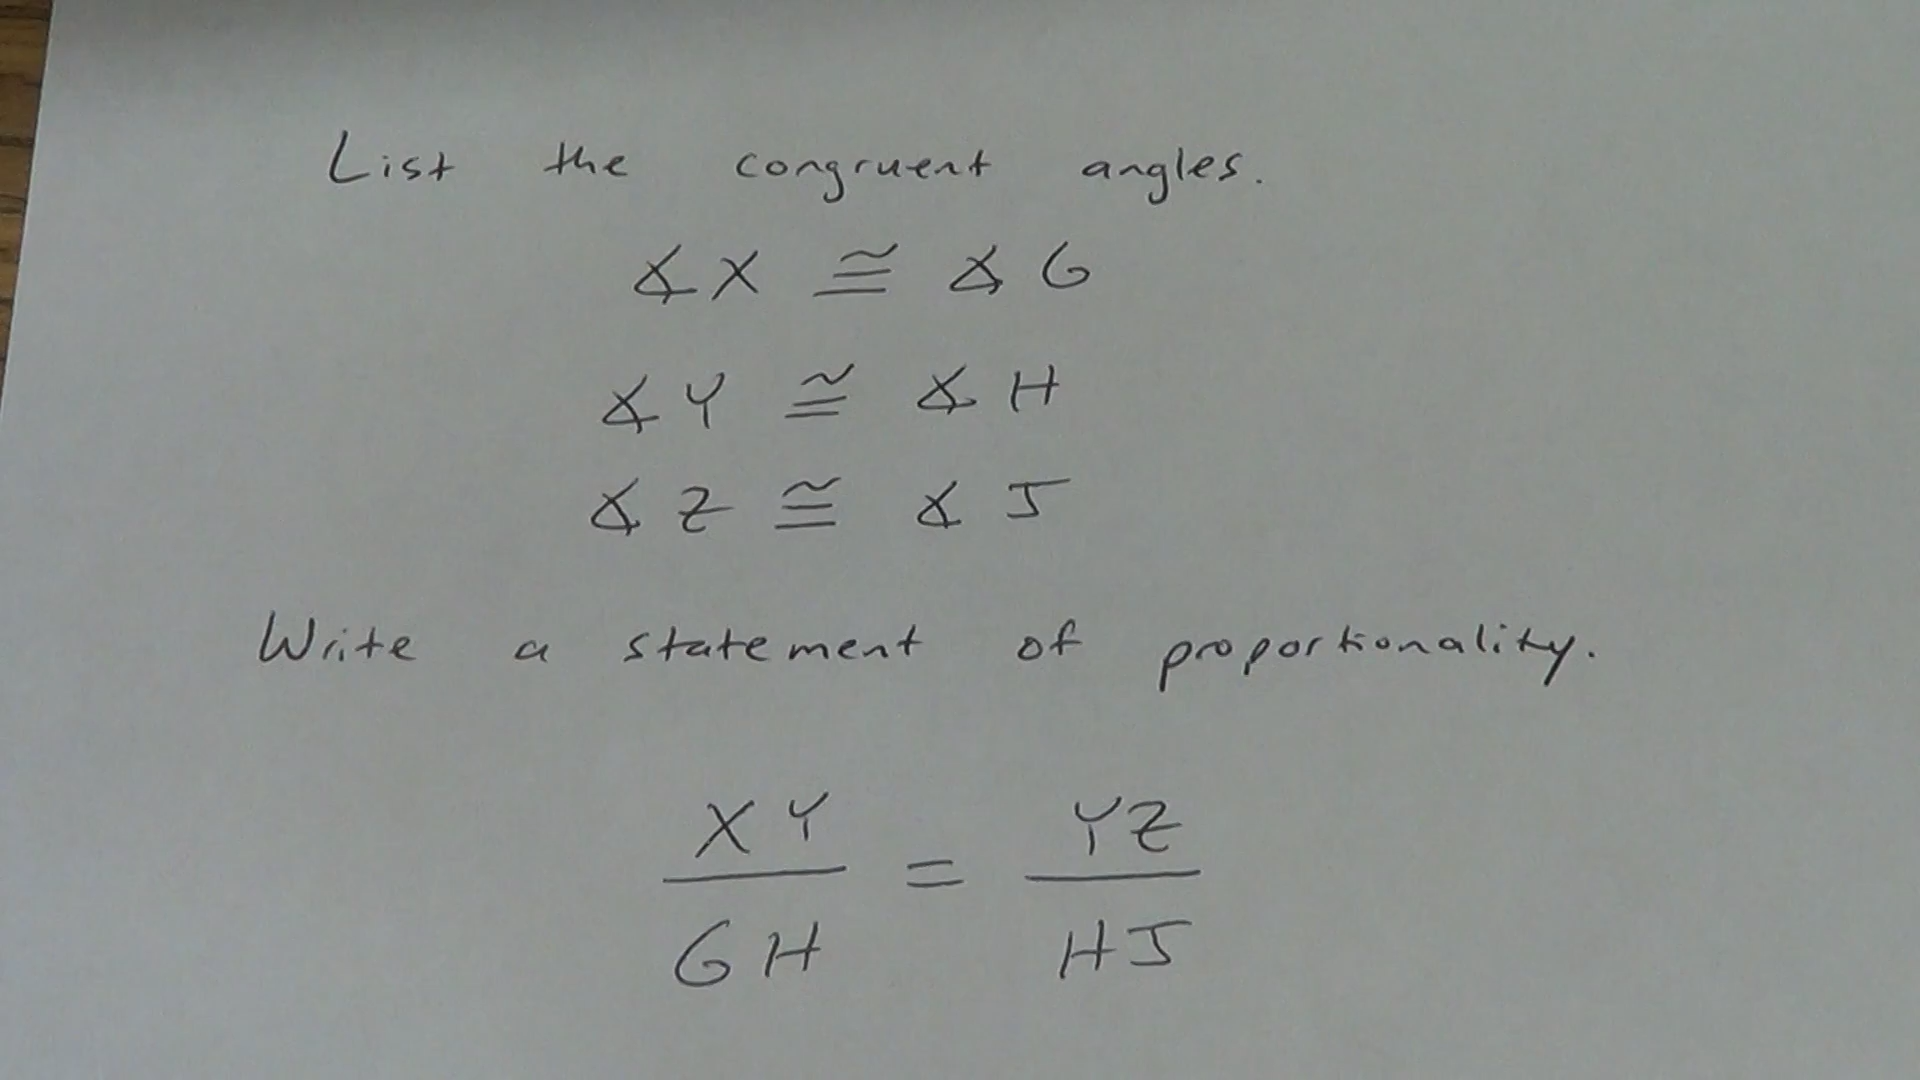 List the congruent angles.
∡X ≅ ∡G
∡Y ≅ ∡H
∡Z ≅ ∡J
Write a statement of proportionality.
XY/GH = YZ/HJ